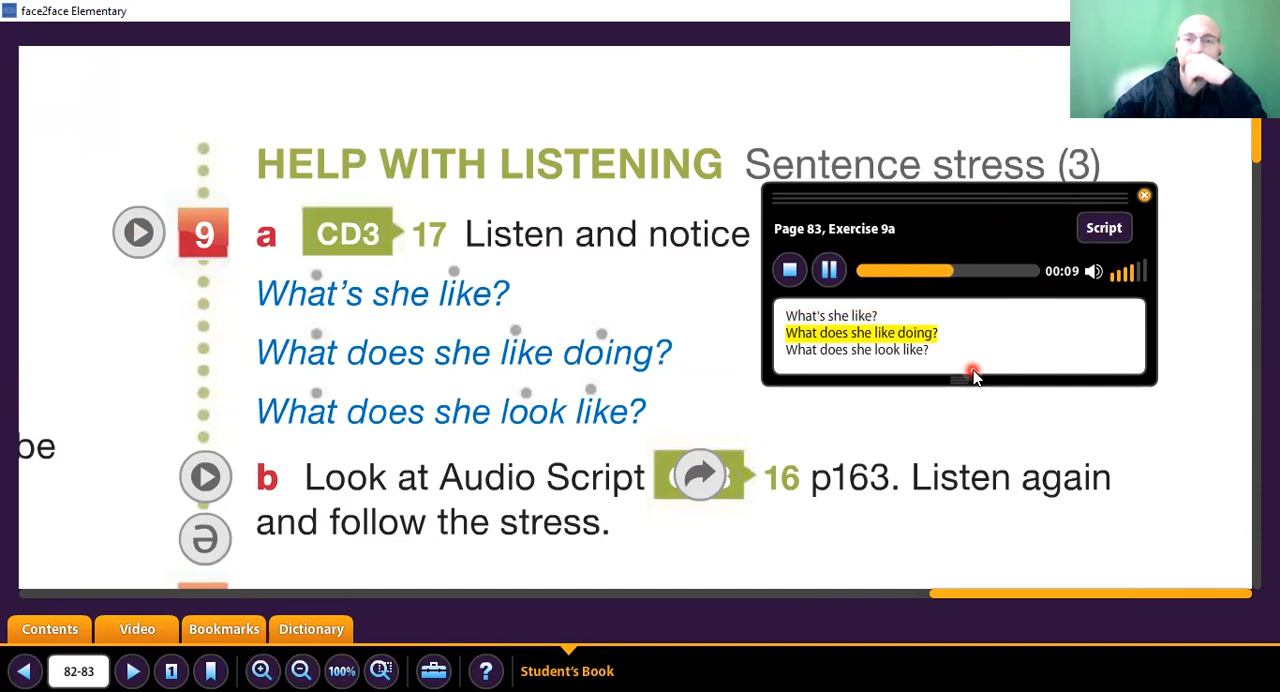 face2face Elementary
HELP WITH LISTENING Sentence stress (3)
9 a CD3 17 Listen and notice
What's she like?
What does she like doing?
What does she look like?
Page 83, Exercise 9a
Script
00:09
What's she like?
What does she like doing?
What does she look like?
be
b Look at Audio Script 16 p163. Listen again
and follow the stress.
ə
Contents Video Bookmarks Dictionary
82-83 1 100% ? Student's Book